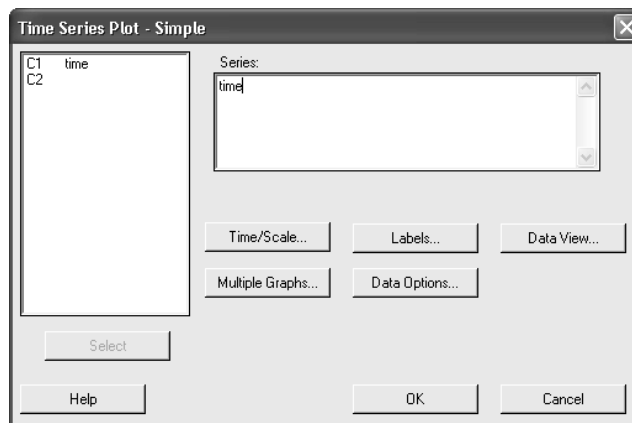 Time Series Plot - Simple
C1 time
C2
Series:
time
Time/Scale...
Labels...
Data View...
Multiple Graphs...
Data Options...
Select
Help
OK
Cancel